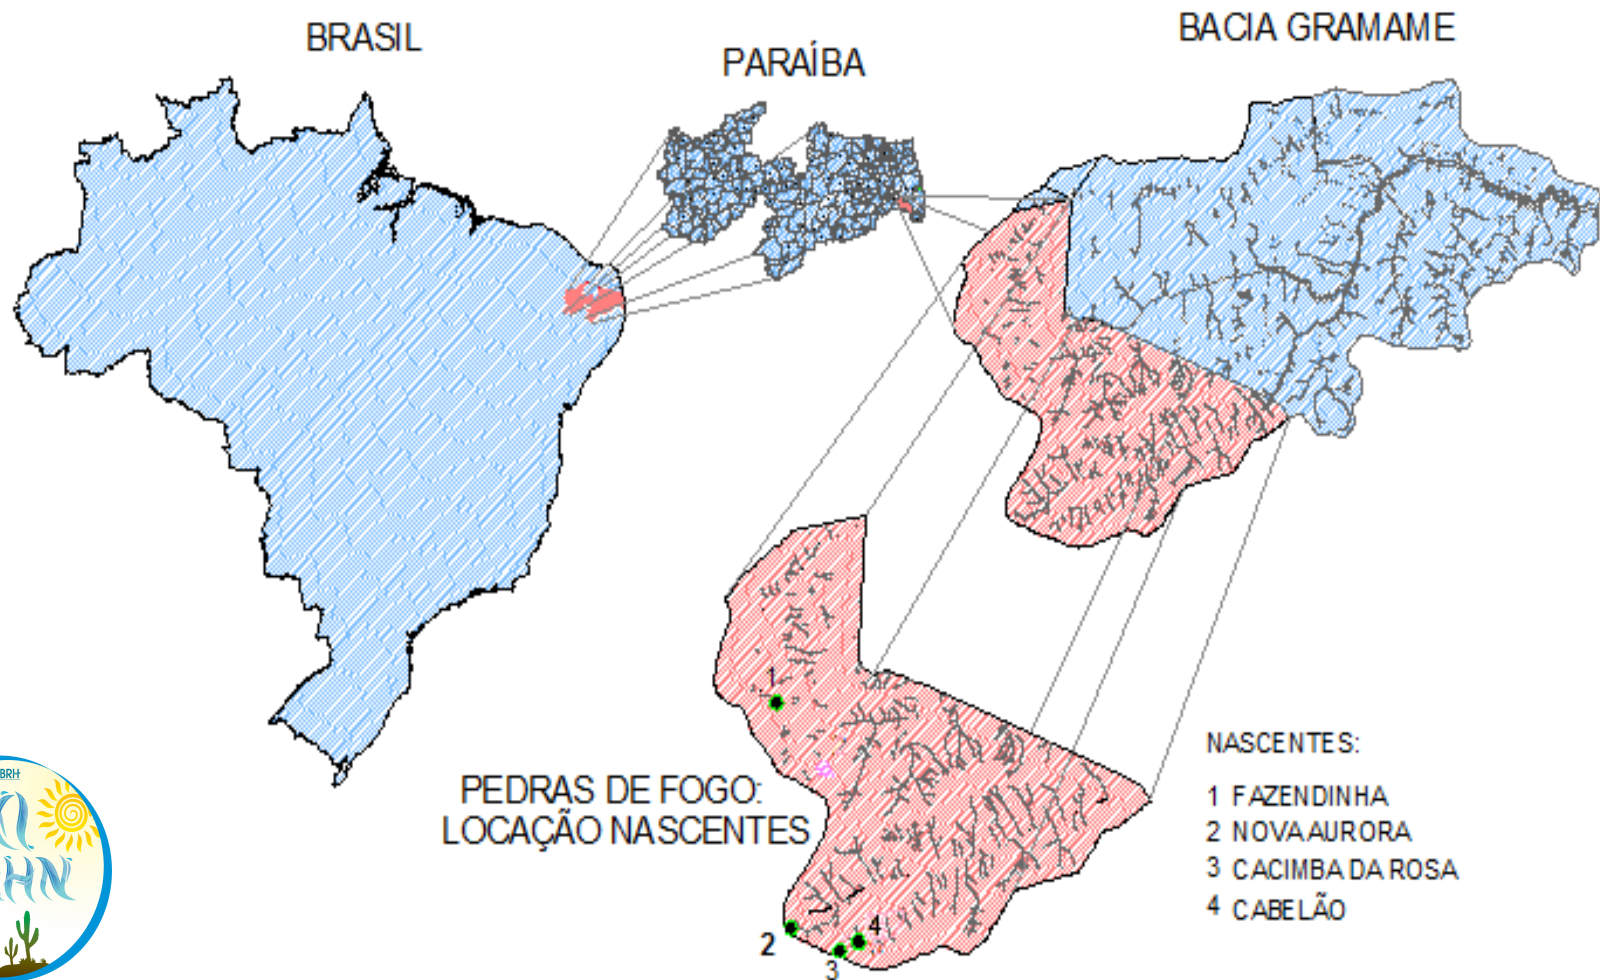 BRASIL
PARAÍBA
BACIA GRAMAME
1
PEDRAS DE FOGO:
LOCAÇÃO NASCENTES
2
3
4
NASCENTES:
1 FAZENDINHA
2 NOVA AURORA
3 CACIMBA DA ROSA
4 CABELÃO
BRH